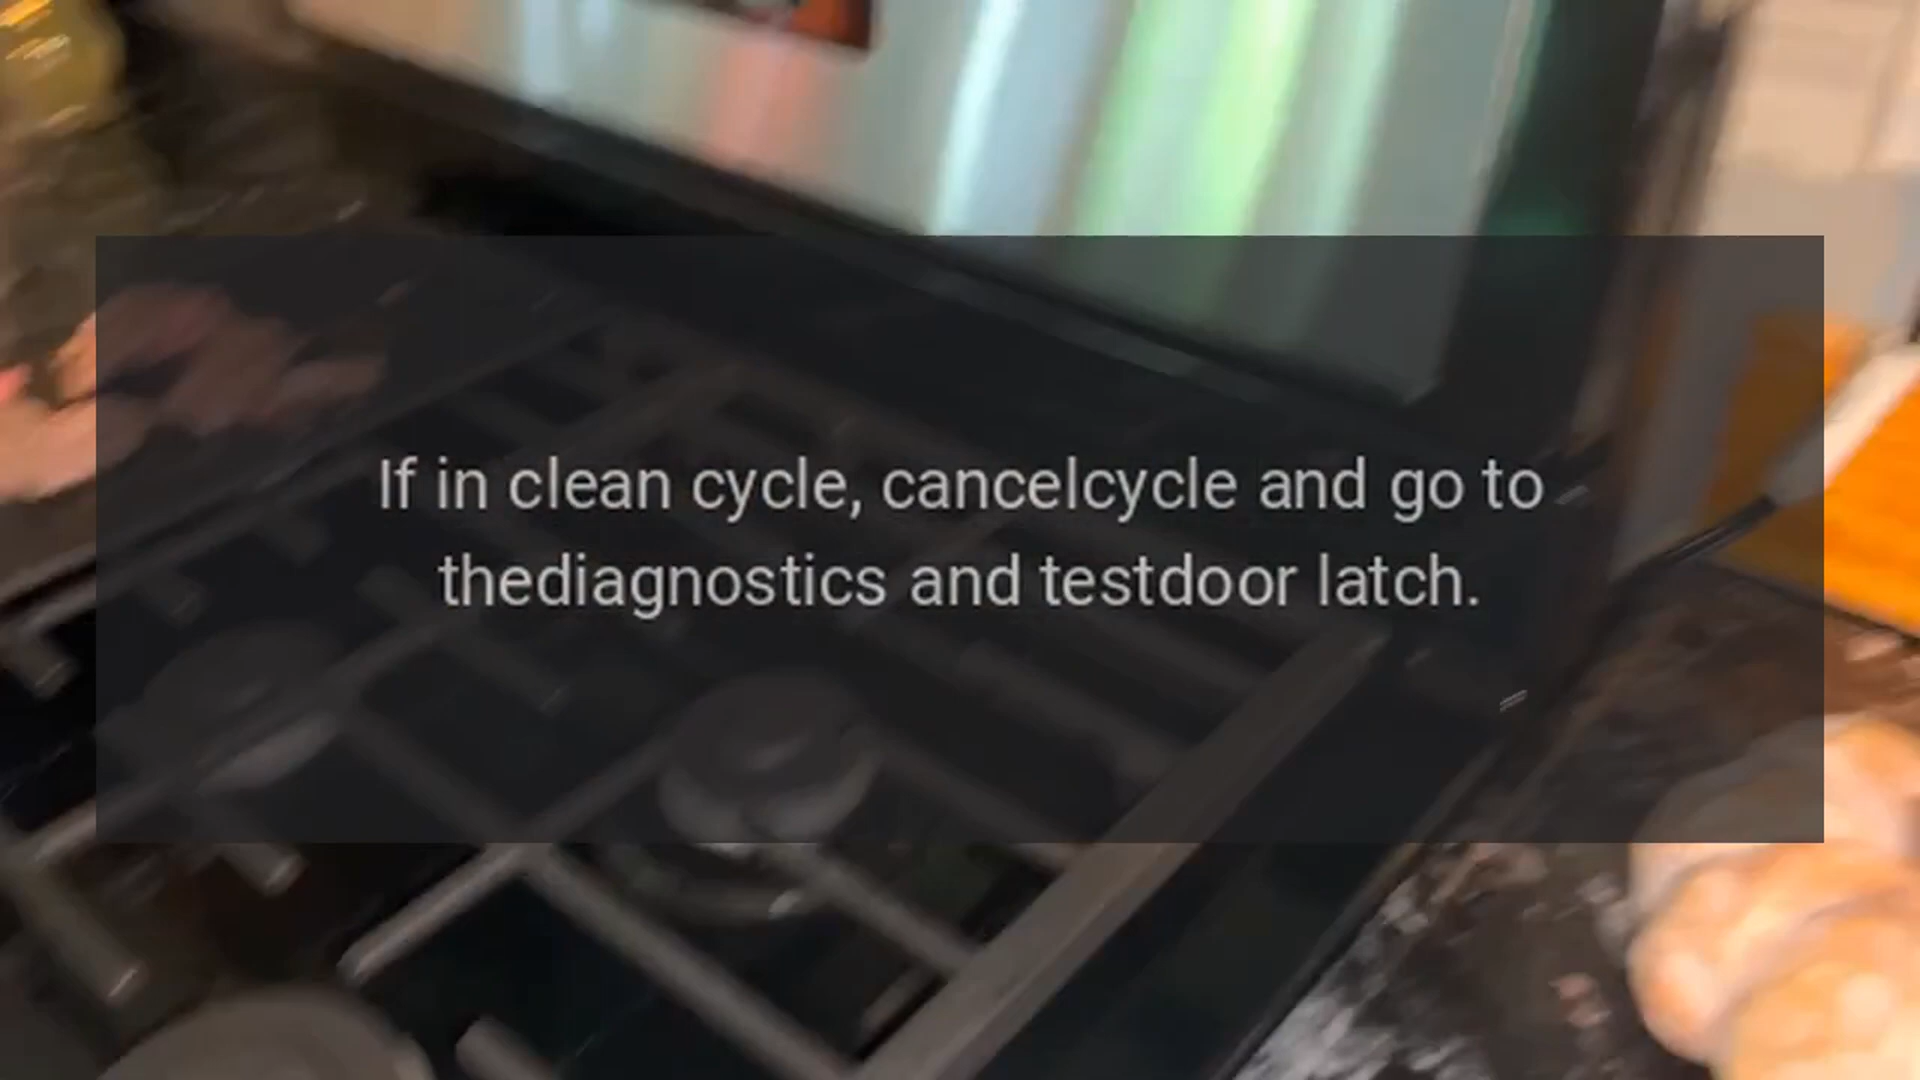 If in clean cycle, cancelcycle and go to
thediagnostics and testdoor latch.